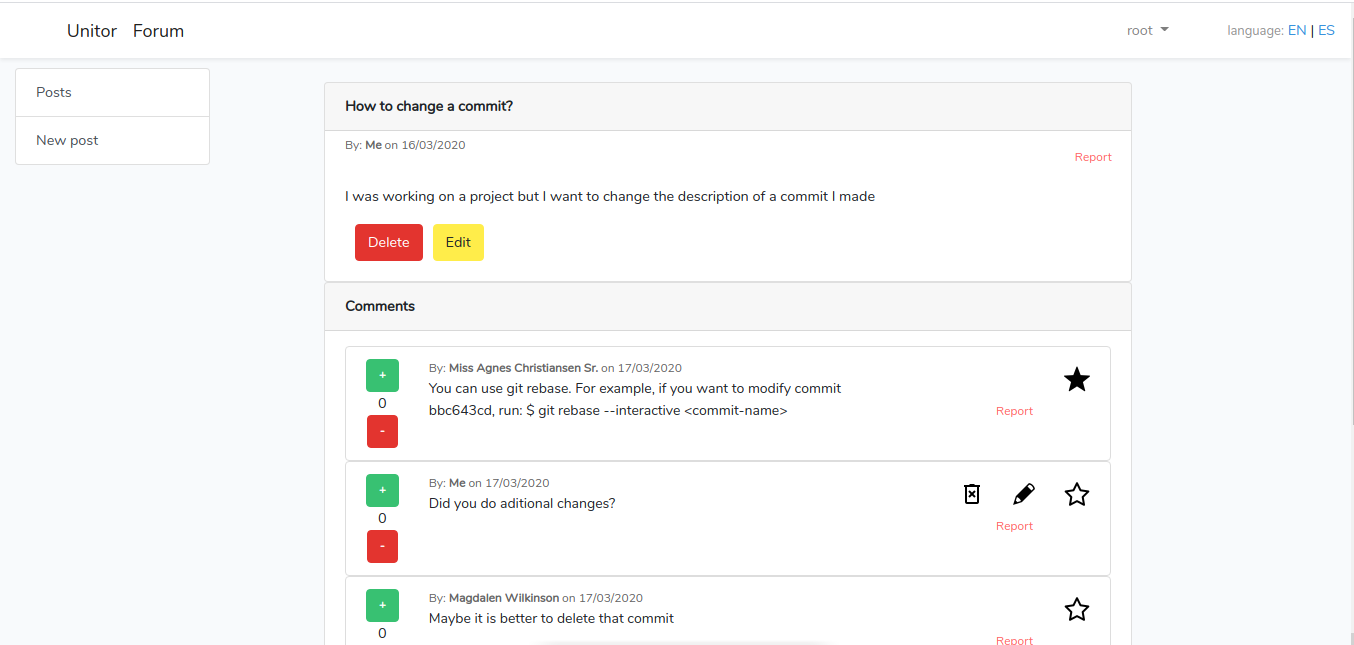 Unitor Forum root language: EN | ES
Posts
New post
How to change a commit?
By: Me on 16/03/2020
Report
I was working on a project but I want to change the description of a commit I made
Delete Edit
Comments
+
0
-
By: Miss Agnes Christiansen Sr. on 17/03/2020
You can use git rebase. For example, if you want to modify commit
bbc643cd, run: $ git rebase --interactive <commit-name>
Report
+
0
-
By: Me on 17/03/2020
Did you do aditional changes?
Report
+
0
By: Magdalen Wilkinson on 17/03/2020
Maybe it is better to delete that commit
Report